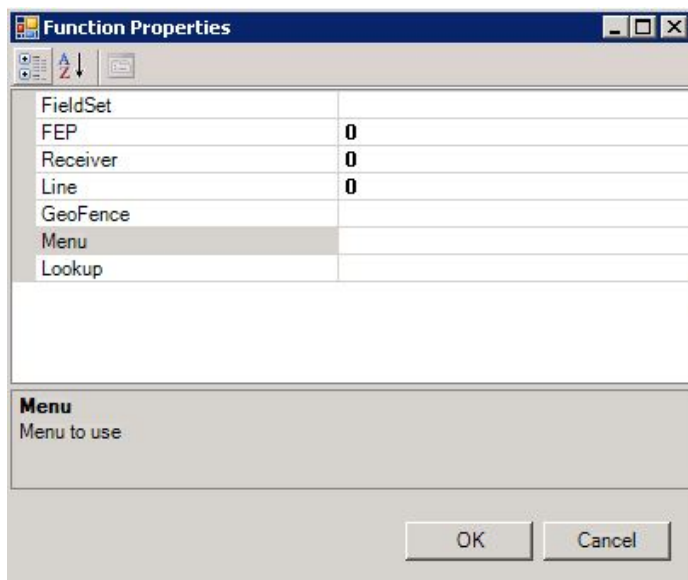 Function Properties
A
Z
FieldSet
FEP 0
Receiver 0
Line 0
GeoFence
Menu
Lookup
Menu
Menu to use
OK Cancel